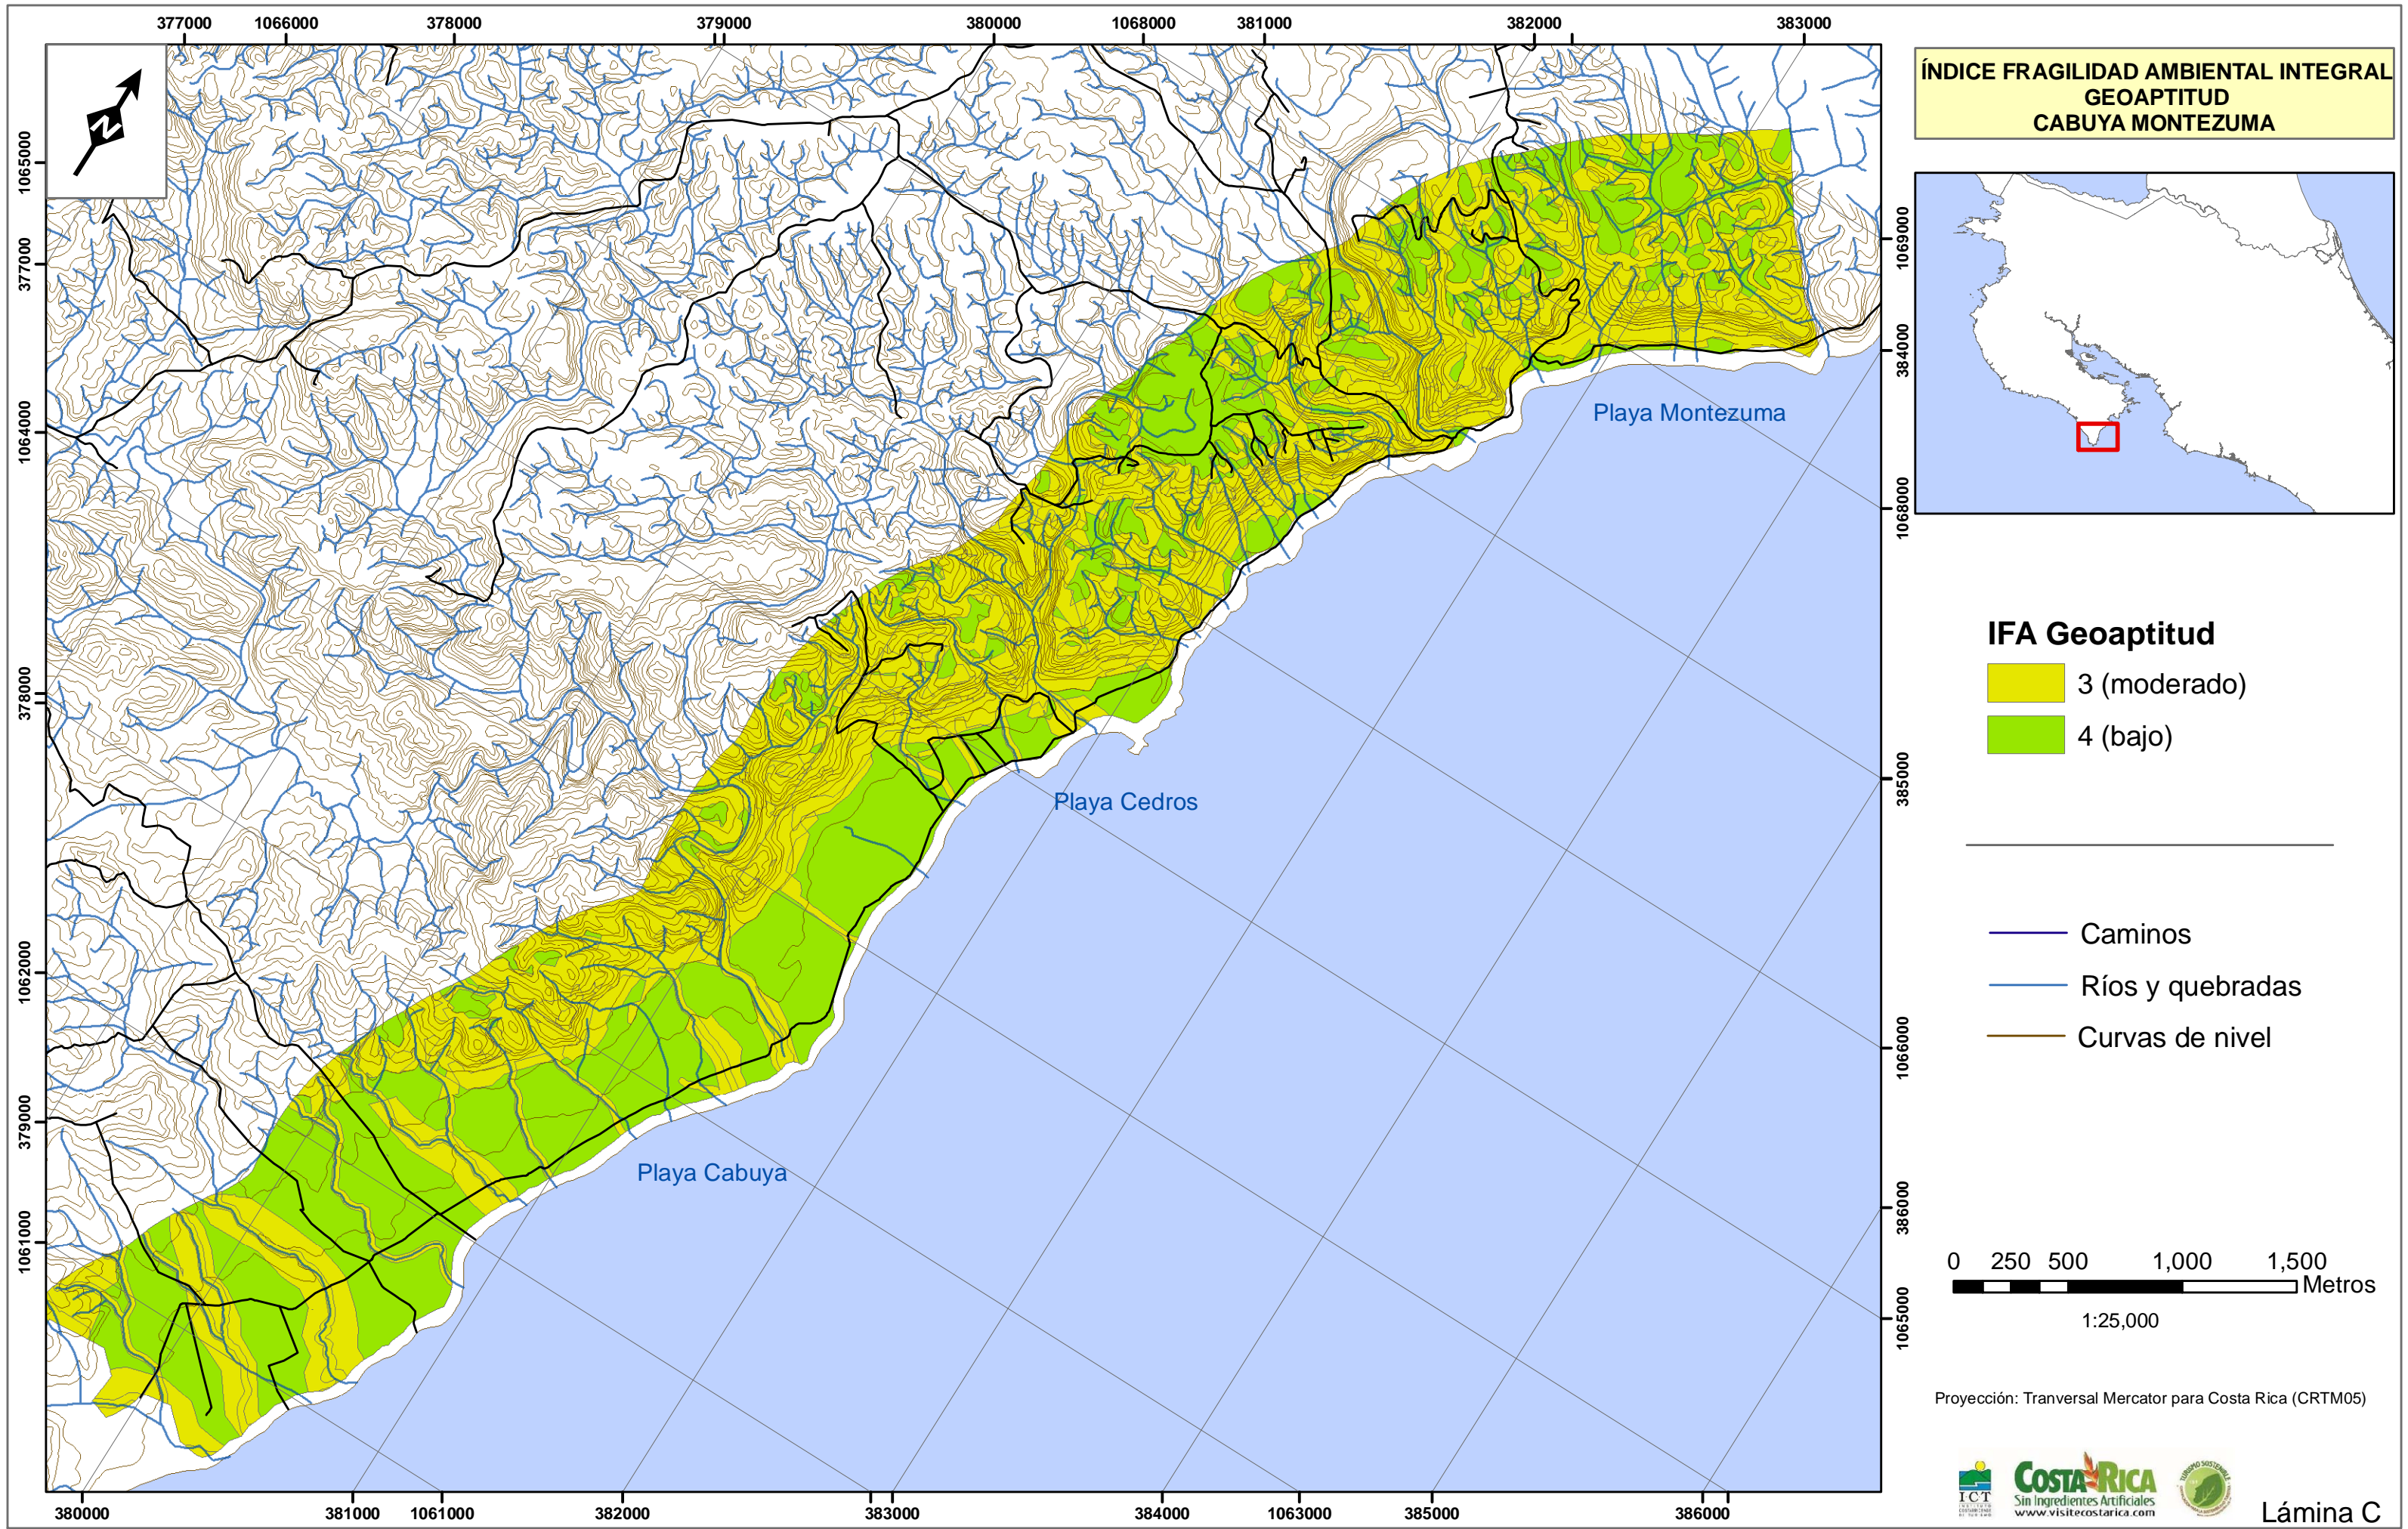 377000 1066000 378000 379000 380000 1068000 381000 382000 383000
1065000
377000
1064000
378000
1062000
379000
1061000
N
ÍNDICE FRAGILIDAD AMBIENTAL INTEGRAL
GEOAPTITUD
CABUYA MONTEZUMA
1069000
384000
1068000
385000
1066000
386000
1065000
Playa Montezuma
Playa Cedros
Playa Cabuya
IFA Geoaptitud
3 (moderado)
4 (bajo)
Caminos
Ríos y quebradas
Curvas de nivel
0 250 500 1,000 1,500
Metros
1:25,000
Proyección: Tranversal Mercator para Costa Rica (CRTM05)
ICT
COSTA RICA
Sin Ingredientes Artificiales
www.visitecostarica.com
Lámina C
380000 381000 1061000 382000 383000 384000 1063000 385000 386000